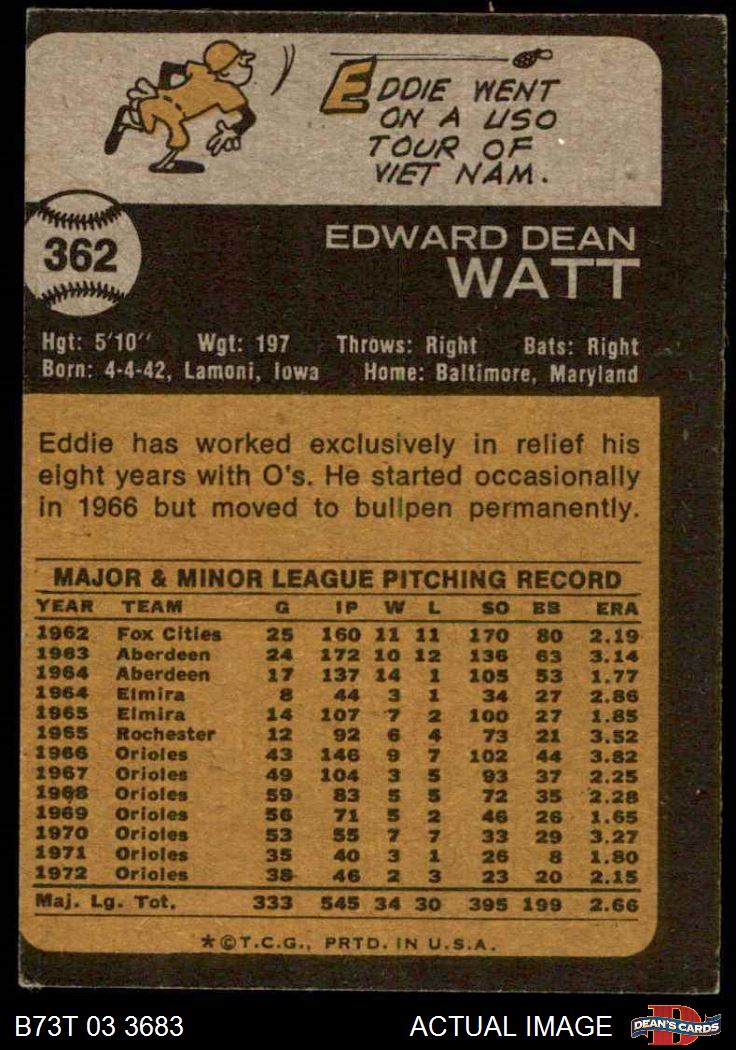 EDDIE WENT
ON A USO
TOUR OF
VIET NAM.
362
EDWARD DEAN
WATT
Hgt: 5'10'' Wgt: 197 Throws: Right Bats: Right
Born: 4-4-42, Lamoni, Iowa Home: Baltimore, Maryland
Eddie has worked exclusively in relief his
eight years with O's. He started occasionally
in 1966 but moved to bullpen permanently.
MAJOR & MINOR LEAGUE PITCHING RECORD
YEAR TEAM G IP W L SO BB ERA
1962 Fox Cities 25 160 11 11 170 80 2.19
1963 Aberdeen 24 172 10 12 136 63 3.14
1964 Aberdeen 17 137 14 1 105 53 1.77
1964 Elmira 8 44 3 1 34 27 2.86
1965 Elmira 14 107 7 2 100 27 1.85
1965 Rochester 12 92 6 4 73 21 3.52
1966 Orioles 43 146 9 7 102 44 3.82
1967 Orioles 49 104 3 5 93 37 2.25
1968 Orioles 59 83 5 5 72 35 2.28
1969 Orioles 56 71 5 2 46 26 1.65
1970 Orioles 53 55 7 7 33 29 3.27
1971 Orioles 35 40 3 1 26 8 1.80
1972 Orioles 38 46 2 3 23 20 2.15
Maj. Lg. Tot. 333 545 34 30 395 199 2.66
*©T.C.G., PRTD. IN U.S.A.
B73T 03 3683 ACTUAL IMAGE D DEAN'S CARDS